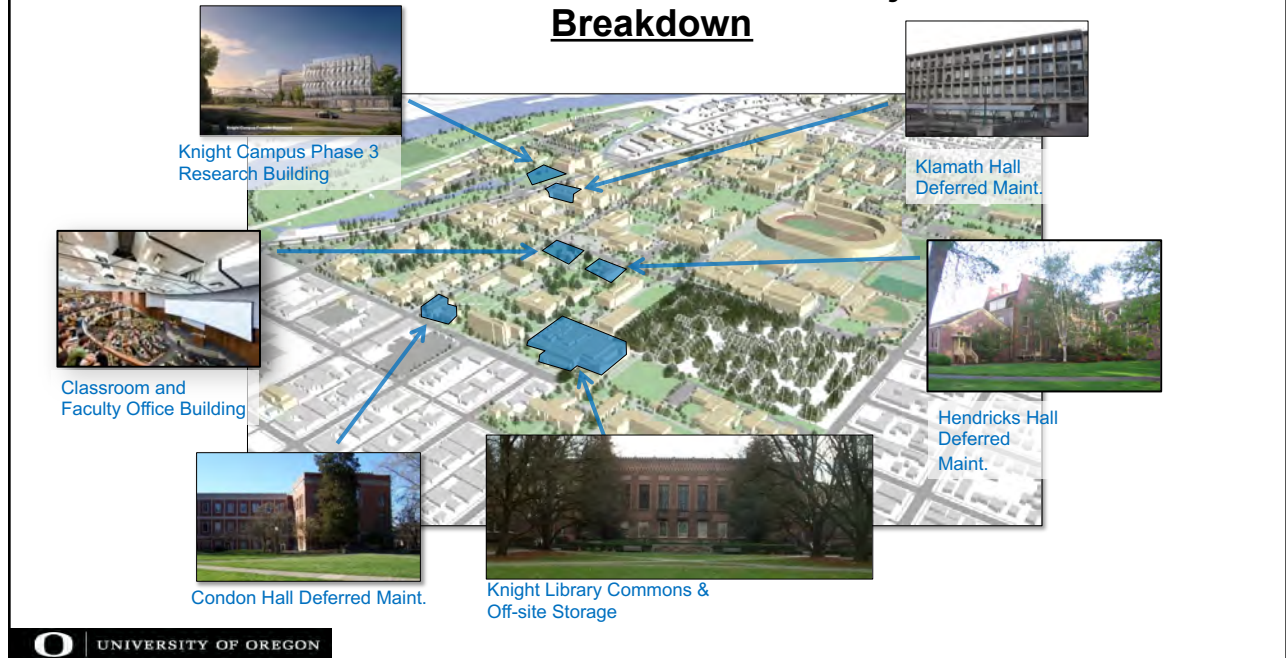 Breakdown
Knight Campus Phase 3
Research Building
Klamath Hall
Deferred Maint.
Classroom and
Faculty Office Building
Hendricks Hall
Deferred
Maint.
Condon Hall Deferred Maint.
Knight Library Commons &
Off-site Storage
O | UNIVERSITY OF OREGON